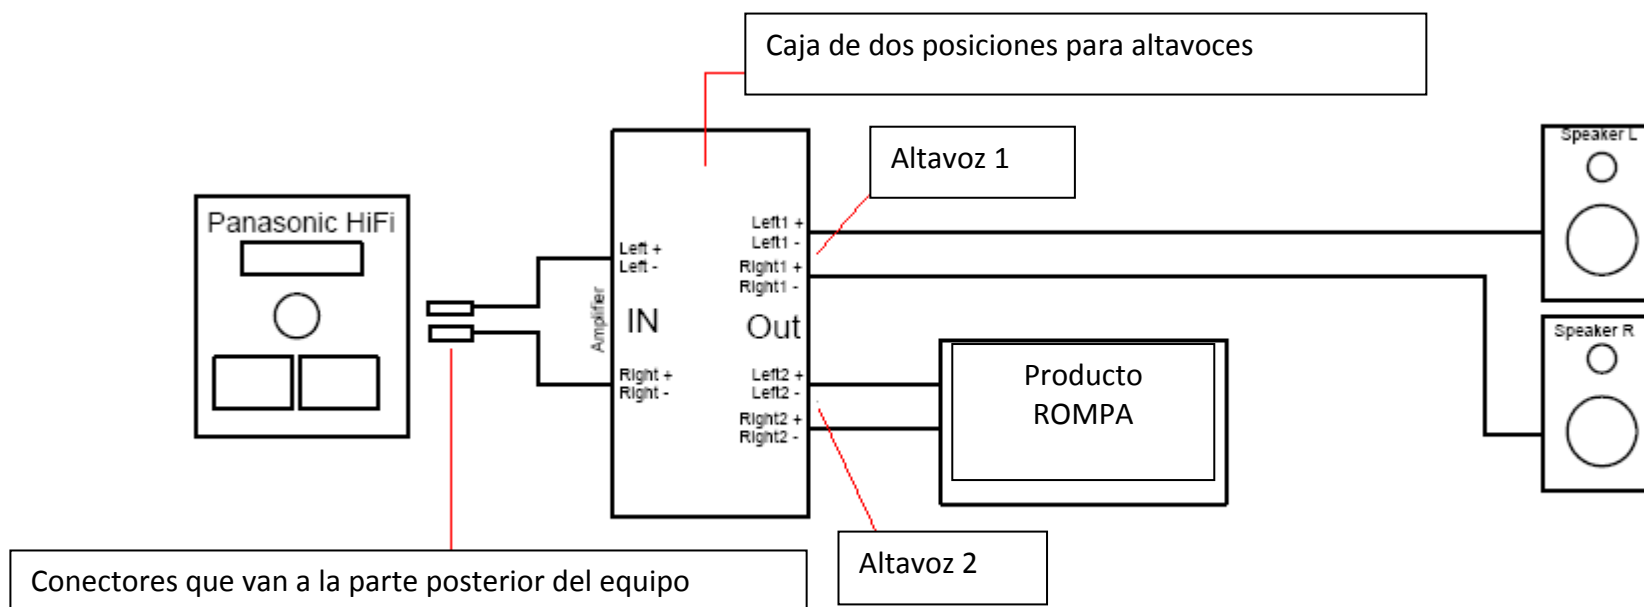 Caja de dos posiciones para altavoces
Altavoz 1
Speaker L
Panasonic HiFi
Left +
Left -
Amplifier
IN
Right +
Right -
Left1 +
Left1 -
Right1 +
Right1 -
Out
Left2 +
Left2 -
Right2 +
Right2 -
Producto
ROMPA
Speaker R
Altavoz 2
Conectores que van a la parte posterior del equipo